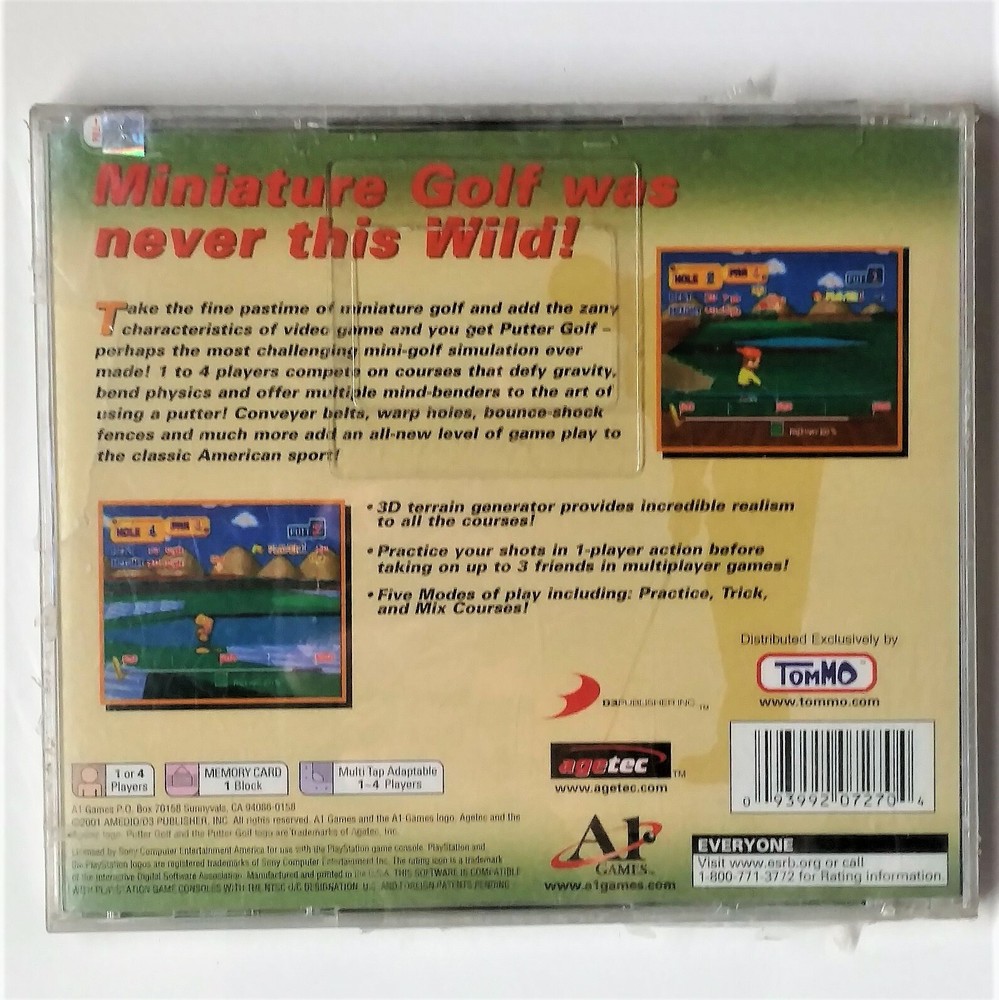 Miniature Golf was
never this Wild!
Take the fine pastime of miniature golf and add the zany
characteristics of video game and you get Putter Golf –
perhaps the most challenging mini-golf simulation ever
made! 1 to 4 players compete on courses that defy gravity,
bend physics and offer multiple mind-benders to the art of
using a putter! Conveyer belts, warp holes, bounce-shock
fences and much more add an all-new level of game play to
the classic American sport!
HOLE
PAR
PUT
HOLE 4
PAR
PUT
• 3D terrain generator provides incredible realism
to all the courses!
• Practice your shots in 1-player action before
taking on up to 3 friends in multiplayer games!
• Five Modes of play including: Practice, Trick,
and Mix Courses!
Distributed Exclusively by
TOMMO
www.tommo.com
D3PUBLISHER INC. TM
agetec TM
www.agetec.com
A1
GAMES
www.a1games.com
0 93992 07270 4
1 or 4
Players
MEMORY CARD
1 Block
Multi Tap Adaptable
1-4 Players
A1 Games P.O. Box 70158 Sunnyvale, CA 94086-0158
©2001 AMEDIO/D3 PUBLISHER, INC. All rights reserved. A1 Games and the A1 Games logo, Agetec and the
logo, Putter Golf and the Putter Golf logo are trademarks of Agetec, Inc.
Licensed by Sony Computer Entertainment America for use with the PlayStation game console. PlayStation and
the PlayStation logos are registered trademarks of Sony Computer Entertainment Inc. The rating icon is a trademark
of the Interactive Digital Software Association. Manufactured and printed in the U.S.A. THIS SOFTWARE IS COMPATIBLE
WITH PLAYSTATION GAME CONSOLES WITH THE NTSC U/C DESIGNATION. U.S. AND FOREIGN PATENTS PENDING.
EVERYONE
Visit www.esrb.org or call
1-800-771-3772 for Rating information.